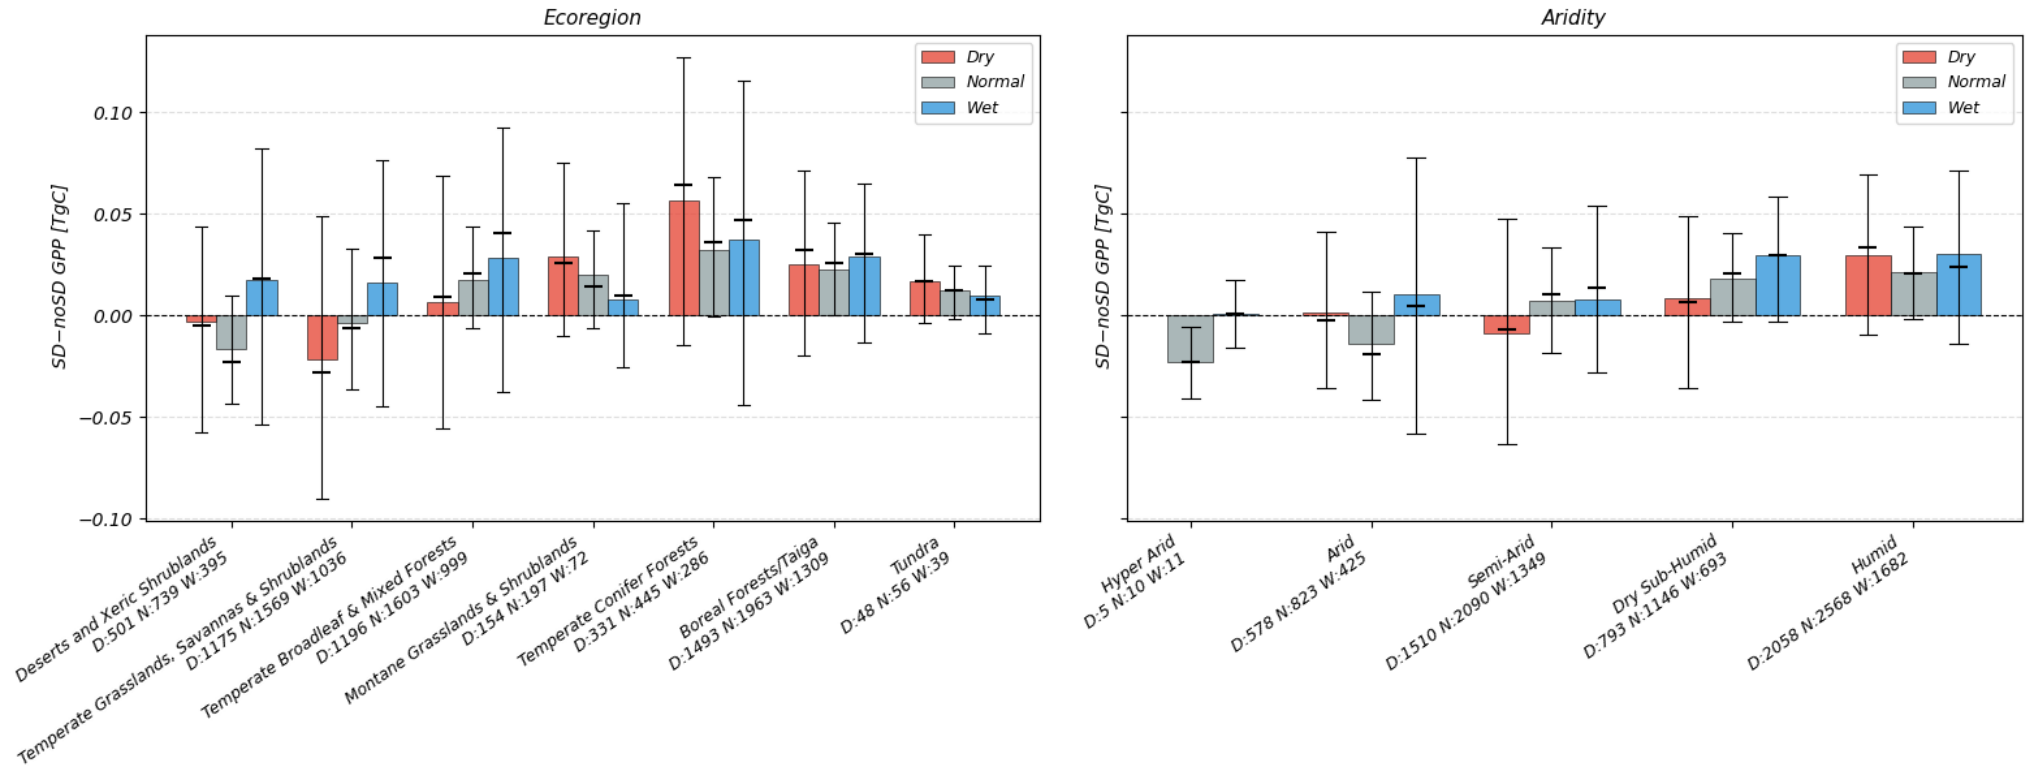 Ecoregion
SD−noSD GPP [TgC]
0.10
0.05
0.00
−0.05
−0.10
Dry
Normal
Wet
Deserts and Xeric Shrublands
D:501 N:739 W:395
Temperate Grasslands, Savannas & Shrublands
D:1175 N:1569 W:1036
Temperate Broadleaf & Mixed Forests
D:1196 N:1603 W:999
Montane Grasslands & Shrublands
D:154 N:197 W:72
Temperate Conifer Forests
D:331 N:445 W:286
Boreal Forests/Taiga
D:1493 N:1963 W:1309
Tundra
D:48 N:56 W:39
Aridity
SD−noSD GPP [TgC]
Dry
Normal
Wet
Hyper Arid
D:5 N:10 W:11
Arid
D:578 N:823 W:425
Semi-Arid
D:1510 N:2090 W:1349
Dry Sub-Humid
D:793 N:1146 W:693
Humid
D:2058 N:2568 W:1682